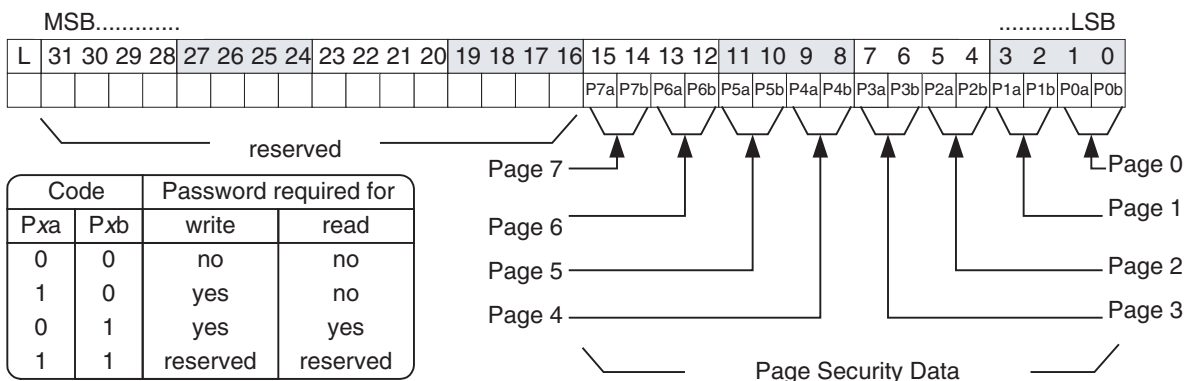 MSB............. ...........LSB
L 31 30 29 28 27 26 25 24 23 22 21 20 19 18 17 16 15 14 13 12 11 10 9 8 7 6 5 4 3 2 1 0
P7a P7b P6a P6b P5a P5b P4a P4b P3a P3b P2a P2b P1a P1b P0a P0b
reserved
Page 7 Page 0
Page 6 Page 1
Page 5 Page 2
Page 4 Page 3
Page Security Data
Code Password required for
Pxa Pxb write read
0 0 no no
1 0 yes no
0 1 yes yes
1 1 reserved reserved